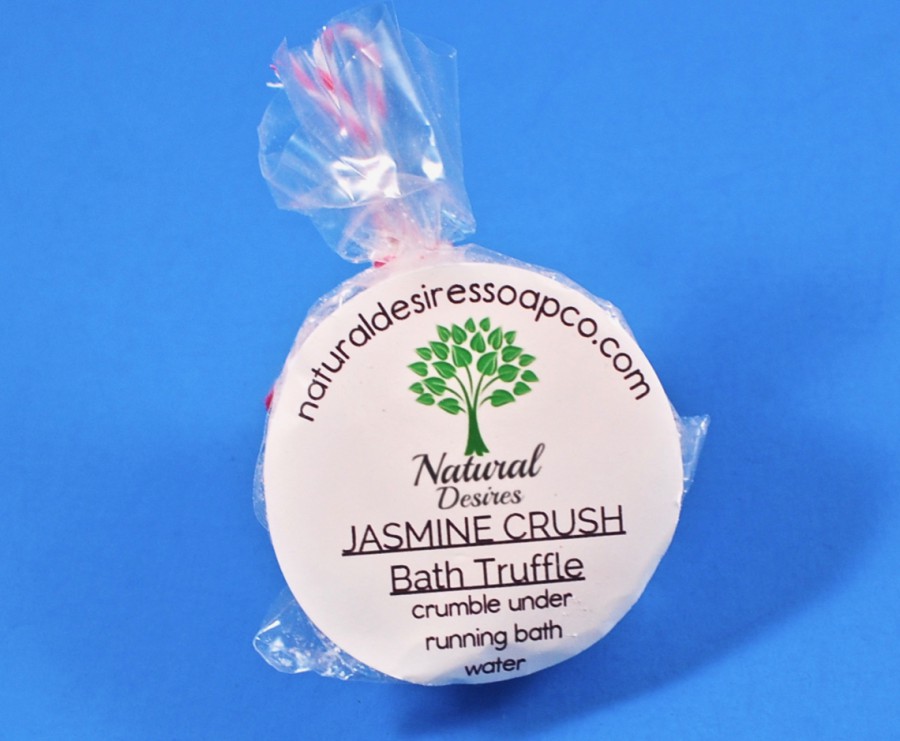 naturaldesiressoapco.com
Natural
Desires
JASMINE CRUSH
Bath Truffle
crumble under
running bath
water